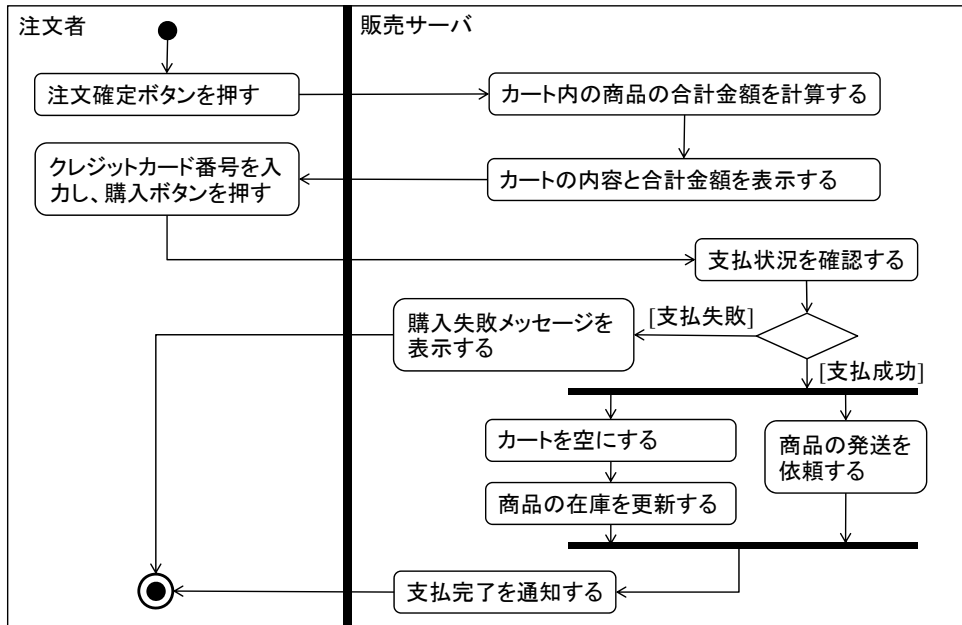 注文者
販売サーバ
注文確定ボタンを押す
カート内の商品の合計金額を計算する
クレジットカード番号を入
力し、購入ボタンを押す
カートの内容と合計金額を表示する
支払状況を確認する
購入失敗メッセージを
表示する
[支払失敗]
[支払成功]
カートを空にする
商品の発送を
依頼する
商品の在庫を更新する
支払完了を通知する